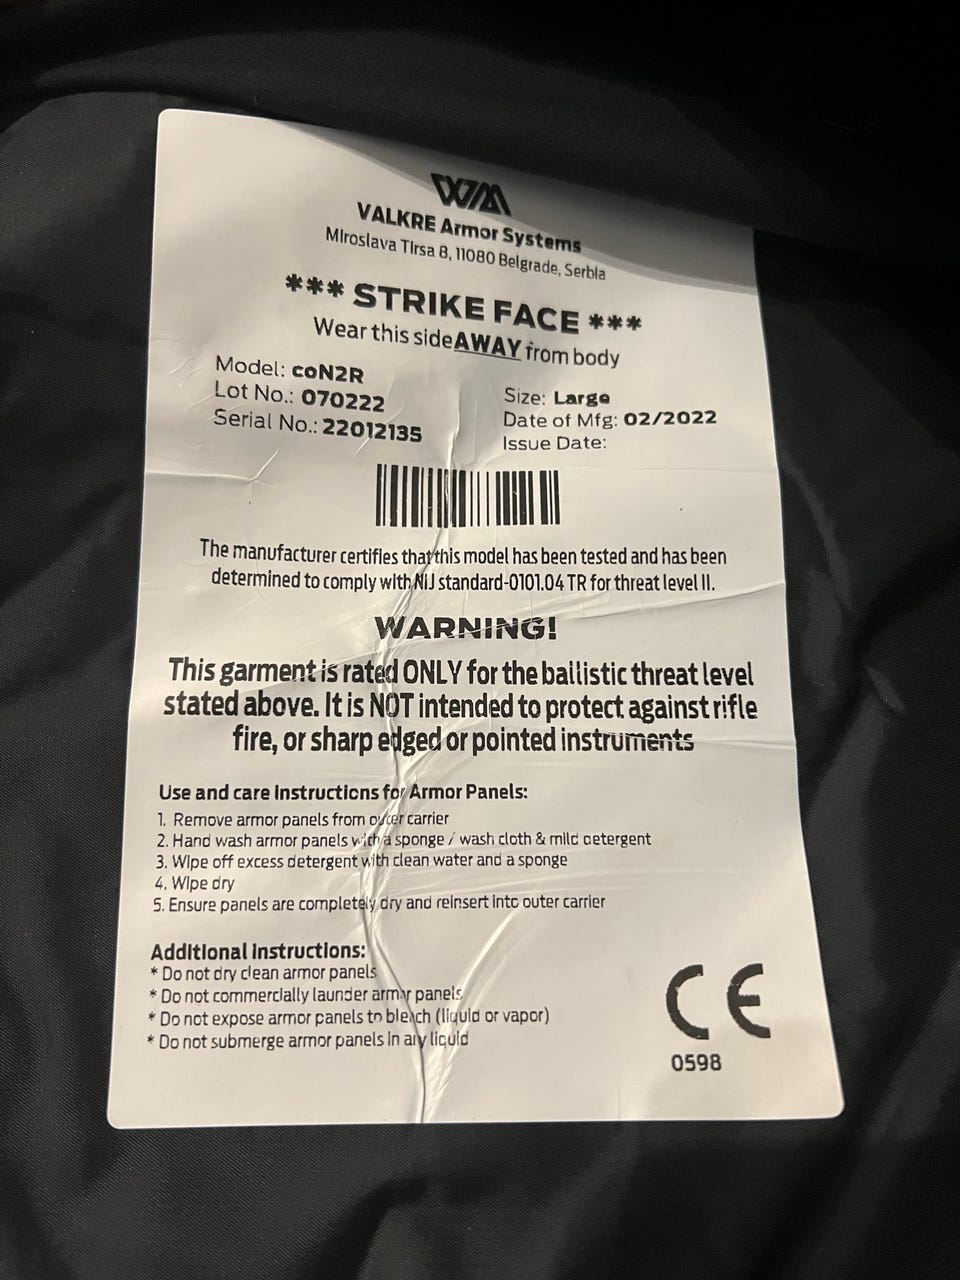 VALKRE Armor Systems
Miroslava Tirsa 8, 11080 Belgrade, Serbia
*** STRIKE FACE ***
Wear this side AWAY from body
Model: coN2R
Lot No.: 070222
Serial No.: 22012135
Size: Large
Date of Mfg: 02/2022
Issue Date:
The manufacturer certifies that this model has been tested and has been
determined to comply with NIJ standard-0101.04 TR for threat level II.
WARNING!
This garment is rated ONLY for the ballistic threat level
stated above. It is NOT intended to protect against rifle
fire, or sharp edged or pointed instruments
Use and care instructions for Armor Panels:
1. Remove armor panels from outer carrier
2. Hand wash armor panels with a sponge / wash cloth & mild detergent
3. Wipe off excess detergent with clean water and a sponge
4. Wipe dry
5. Ensure panels are completely dry and reinsert into outer carrier
Additional instructions:
* Do not dry clean armor panels
* Do not commercially launder armor panels
* Do not expose armor panels to bleach (liquid or vapor)
* Do not submerge armor panels in any liquid
CE
0598